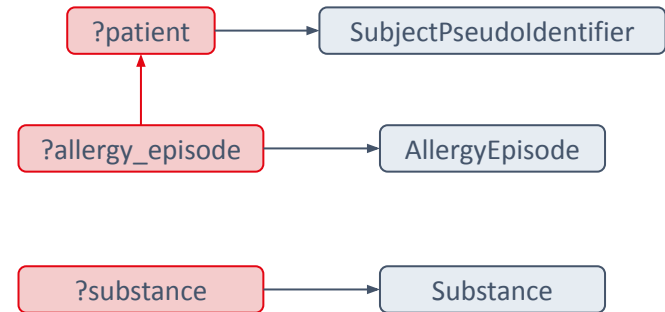 ?patient
SubjectPseudoIdentifier
?allergy_episode
AllergyEpisode
?substance
Substance